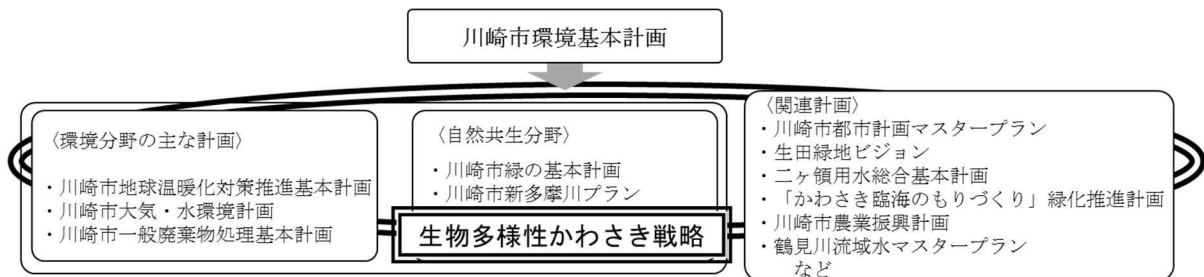 川崎市環境基本計画
〈環境分野の主な計画〉
・川崎市地球温暖化対策推進基本計画
・川崎市大気・水環境計画
・川崎市一般廃棄物処理基本計画
〈自然共生分野〉
・川崎市緑の基本計画
・川崎市新多摩川プラン
生物多様性かわさき戦略
〈関連計画〉
・川崎市都市計画マスタープラン
・生田緑地ビジョン
・二ヶ領用水総合基本計画
・「かわさき臨海のもりづくり」緑化推進計画
・川崎市農業振興計画
・鶴見川流域水マスタープラン
など